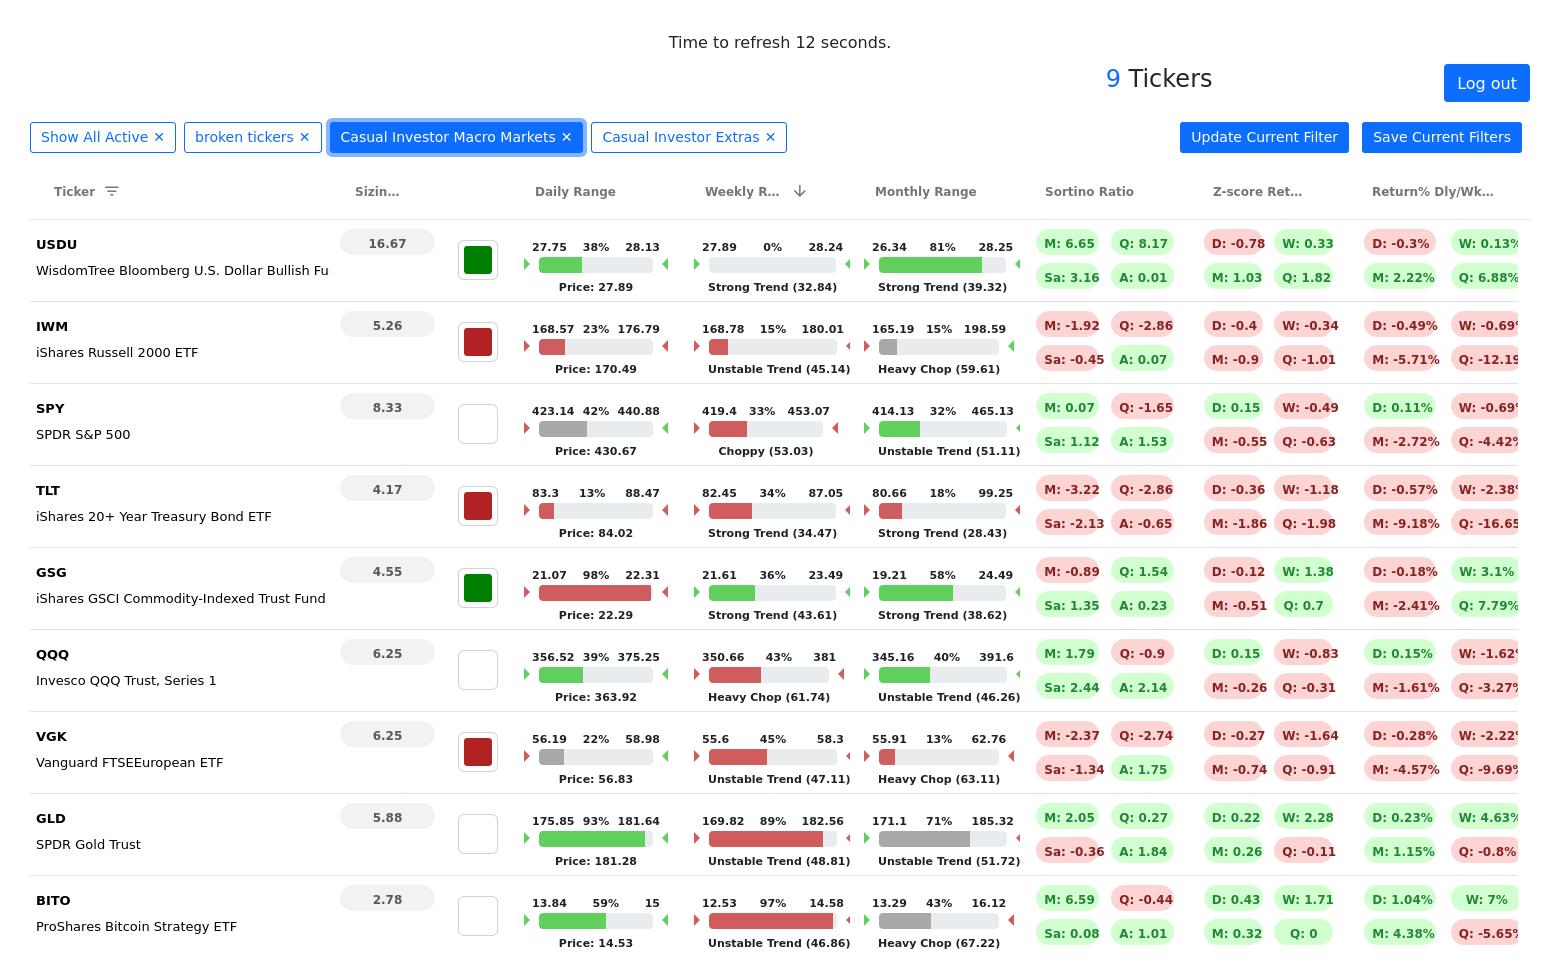 Time to refresh 12 seconds.
9 Tickers
Log out
Show All Active ✕ broken tickers ✕ Casual Investor Macro Markets ✕ Casual Investor Extras ✕ Update Current Filter Save Current Filters
Ticker Sizin... Daily Range Weekly R... Monthly Range Sortino Ratio Z-score Ret... Return% Dly/Wk...
USDU 16.67 27.75 38% 28.13 27.89 0% 28.24 26.34 81% 28.25 M: 6.65 Q: 8.17 D: -0.78 W: 0.33 D: -0.3% W: 0.13%
WisdomTree Bloomberg U.S. Dollar Bullish Fu Price: 27.89 Strong Trend (32.84) Strong Trend (39.32) Sa: 3.16 A: 0.01 M: 1.03 Q: 1.82 M: 2.22% Q: 6.88%
IWM 5.26 168.57 23% 176.79 168.78 15% 180.01 165.19 15% 198.59 M: -1.92 Q: -2.86 D: -0.4 W: -0.34 D: -0.49% W: -0.69%
iShares Russell 2000 ETF Price: 170.49 Unstable Trend (45.14) Heavy Chop (59.61) Sa: -0.45 A: 0.07 M: -0.9 Q: -1.01 M: -5.71% Q: -12.19
SPY 8.33 423.14 42% 440.88 419.4 33% 453.07 414.13 32% 465.13 M: 0.07 Q: -1.65 D: 0.15 W: -0.49 D: 0.11% W: -0.69%
SPDR S&P 500 Price: 430.67 Choppy (53.03) Unstable Trend (51.11) Sa: 1.12 A: 1.53 M: -0.55 Q: -0.63 M: -2.72% Q: -4.42%
TLT 4.17 83.3 13% 88.47 82.45 34% 87.05 80.66 18% 99.25 M: -3.22 Q: -2.86 D: -0.36 W: -1.18 D: -0.57% W: -2.38%
iShares 20+ Year Treasury Bond ETF Price: 84.02 Strong Trend (34.47) Strong Trend (28.43) Sa: -2.13 A: -0.65 M: -1.86 Q: -1.98 M: -9.18% Q: -16.65
GSG 4.55 21.07 98% 22.31 21.61 36% 23.49 19.21 58% 24.49 M: -0.89 Q: 1.54 D: -0.12 W: 1.38 D: -0.18% W: 3.1%
iShares GSCI Commodity-Indexed Trust Fund Price: 22.29 Strong Trend (43.61) Strong Trend (38.62) Sa: 1.35 A: 0.23 M: -0.51 Q: 0.7 M: -2.41% Q: 7.79%
QQQ 6.25 356.52 39% 375.25 350.66 43% 381 345.16 40% 391.6 M: 1.79 Q: -0.9 D: 0.15 W: -0.83 D: 0.15% W: -1.62%
Invesco QQQ Trust, Series 1 Price: 363.92 Heavy Chop (61.74) Unstable Trend (46.26) Sa: 2.44 A: 2.14 M: -0.26 Q: -0.31 M: -1.61% Q: -3.27%
VGK 6.25 56.19 22% 58.98 55.6 45% 58.3 55.91 13% 62.76 M: -2.37 Q: -2.74 D: -0.27 W: -1.64 D: -0.28% W: -2.22%
Vanguard FTSEEuropean ETF Price: 56.83 Unstable Trend (47.11) Heavy Chop (63.11) Sa: -1.34 A: 1.75 M: -0.74 Q: -0.91 M: -4.57% Q: -9.69%
GLD 5.88 175.85 93% 181.64 169.82 89% 182.56 171.1 71% 185.32 M: 2.05 Q: 0.27 D: 0.22 W: 2.28 D: 0.23% W: 4.63%
SPDR Gold Trust Price: 181.28 Unstable Trend (48.81) Unstable Trend (51.72) Sa: -0.36 A: 1.84 M: 0.26 Q: -0.11 M: 1.15% Q: -0.8%
BITO 2.78 13.84 59% 15 12.53 97% 14.58 13.29 43% 16.12 M: 6.59 Q: -0.44 D: 0.43 W: 1.71 D: 1.04% W: 7%
ProShares Bitcoin Strategy ETF Price: 14.53 Unstable Trend (46.86) Heavy Chop (67.22) Sa: 0.08 A: 1.01 M: 0.32 Q: 0 M: 4.38% Q: -5.65%